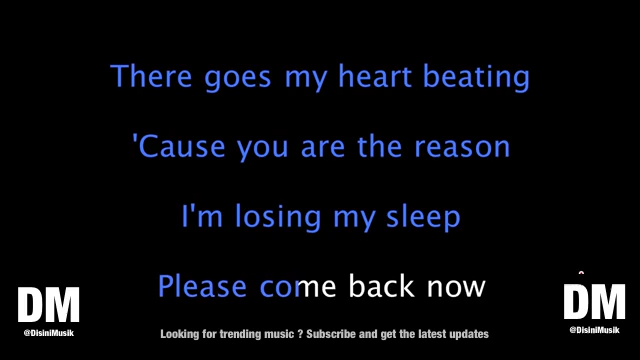 There goes my heart beating
'Cause you are the reason
I'm losing my sleep
Please come back now
DM
@DisiniMusik
Looking for trending music ? Subscribe and get the latest updates
DM
@DisiniMusik